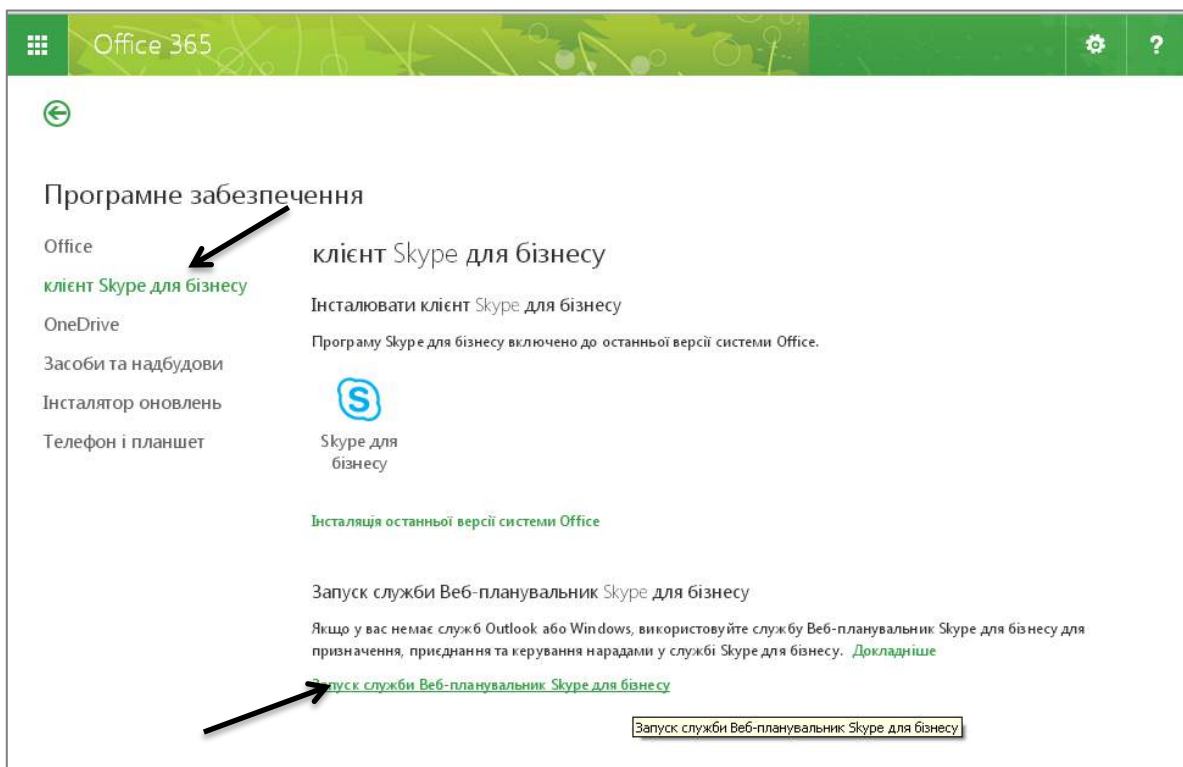 Office 365
?
Програмне забезпечення
Office
клієнт Skype для бізнесу
OneDrive
Засоби та надбудови
Інсталятор оновлень
Телефон і планшет
клієнт Skype для бізнесу
Інсталювати клієнт Skype для бізнесу
Програму Skype для бізнесу включено до останньої версії системи Office.
Skype для
бізнесу
Інсталяція останньої версії системи Office
Запуск служби Веб-планувальник Skype для бізнесу
Якщо у вас немає служб Outlook або Windows, використовуйте службу Веб-планувальник Skype для бізнесу для
призначення, приєднання та керування нарадами у службі Skype для бізнесу. Докладніше
Запуск служби Веб-планувальник Skype для бізнесу
Запуск служби Веб-планувальник Skype для бізнесу